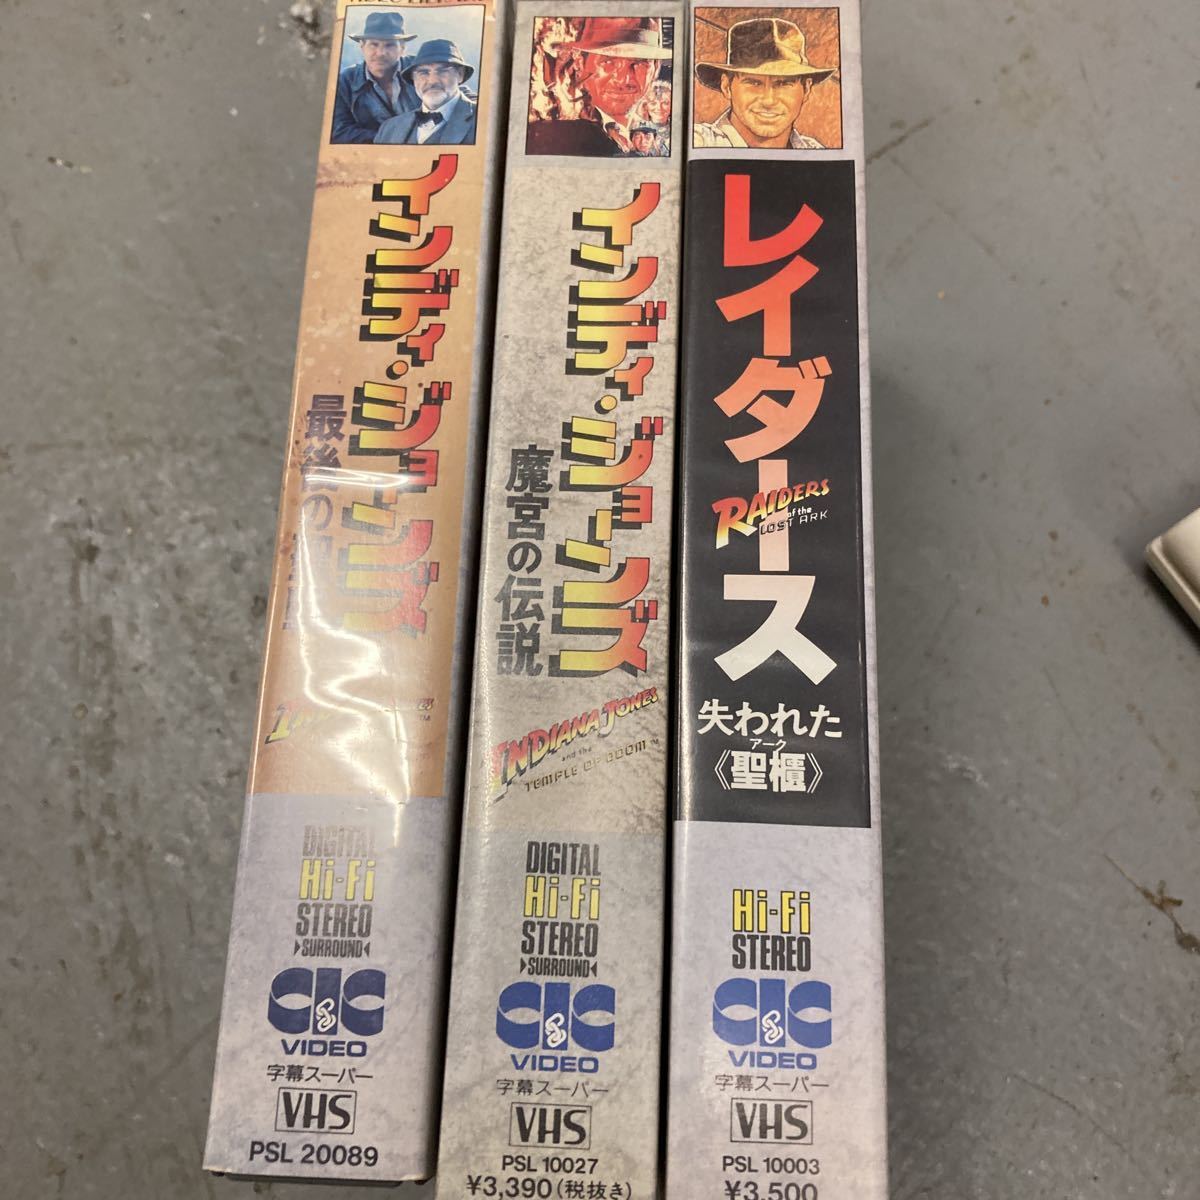 インディ・ジョーンズ
最後の聖戦
DIGITAL
Hi-Fi
STEREO
SURROUND
CIC
VIDEO
字幕スーパー
VHS
PSL 20089
インディ・ジョーンズ
魔宮の伝説
INDIANA JONES
and the
TEMPLE OF DOOM™
DIGITAL
Hi-Fi
STEREO
SURROUND
CIC
VIDEO
字幕スーパー
VHS
PSL 10027
¥3,390(税抜き)
レイダース
RAIDERS
of the
LOST ARK
失われた
アーク
《聖櫃》
Hi-Fi
STEREO
CIC
VIDEO
字幕スーパー
VHS
PSL 10003
¥3,500